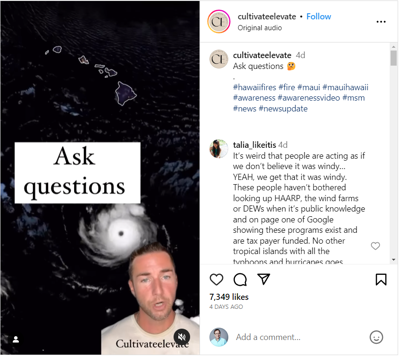 Ask
questions
Cultivateelevate
cultivateelevate • Follow
Original audio
cultivateelevate 4d
Ask questions 🤔
.
#hawaiifires #fire #maui #mauihawaii
#awareness #awarenessvideo #msm
#news #newsupdate
talia_likeitis 4d
It's weird that people are acting as if
we don't believe it was windy...
YEAH, we get that it was windy.
These people haven't bothered
looking up HAARP, the wind farms
or DEWs when it's public knowledge
and on page one of Google
showing these programs exist and
are tax payer funded. No other
tropical islands with all the
typhoons and hurricanes goes
7,349 likes
4 DAYS AGO
Add a comment...